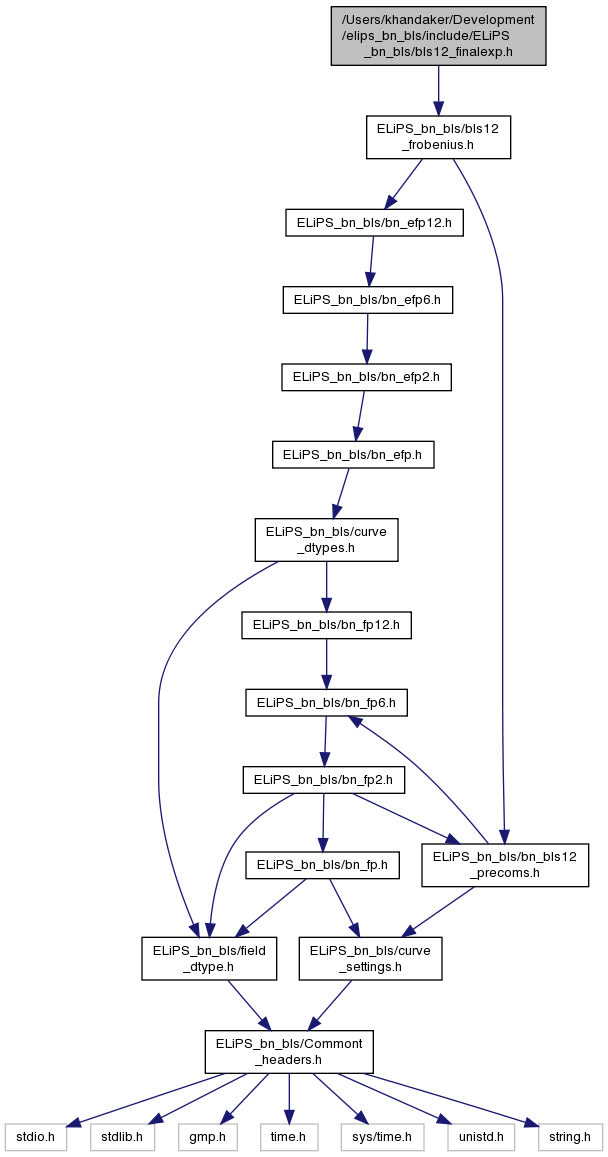 /Users/khandaker/Development
/elips_bn_bls/include/ELiPS
_bn_bls/bls12_finalexp.h
ELiPS_bn_bls/bls12
_frobenius.h
ELiPS_bn_bls/bn_efp12.h
ELiPS_bn_bls/bn_efp6.h
ELiPS_bn_bls/bn_efp2.h
ELiPS_bn_bls/bn_efp.h
ELiPS_bn_bls/curve
_dtypes.h
ELiPS_bn_bls/bn_fp12.h
ELiPS_bn_bls/bn_fp6.h
ELiPS_bn_bls/bn_fp2.h
ELiPS_bn_bls/bn_fp.h
ELiPS_bn_bls/bn_bls12
_precoms.h
ELiPS_bn_bls/field
_dtype.h
ELiPS_bn_bls/curve
_settings.h
ELiPS_bn_bls/Commont
_headers.h
stdio.h
stdlib.h
gmp.h
time.h
sys/time.h
unistd.h
string.h